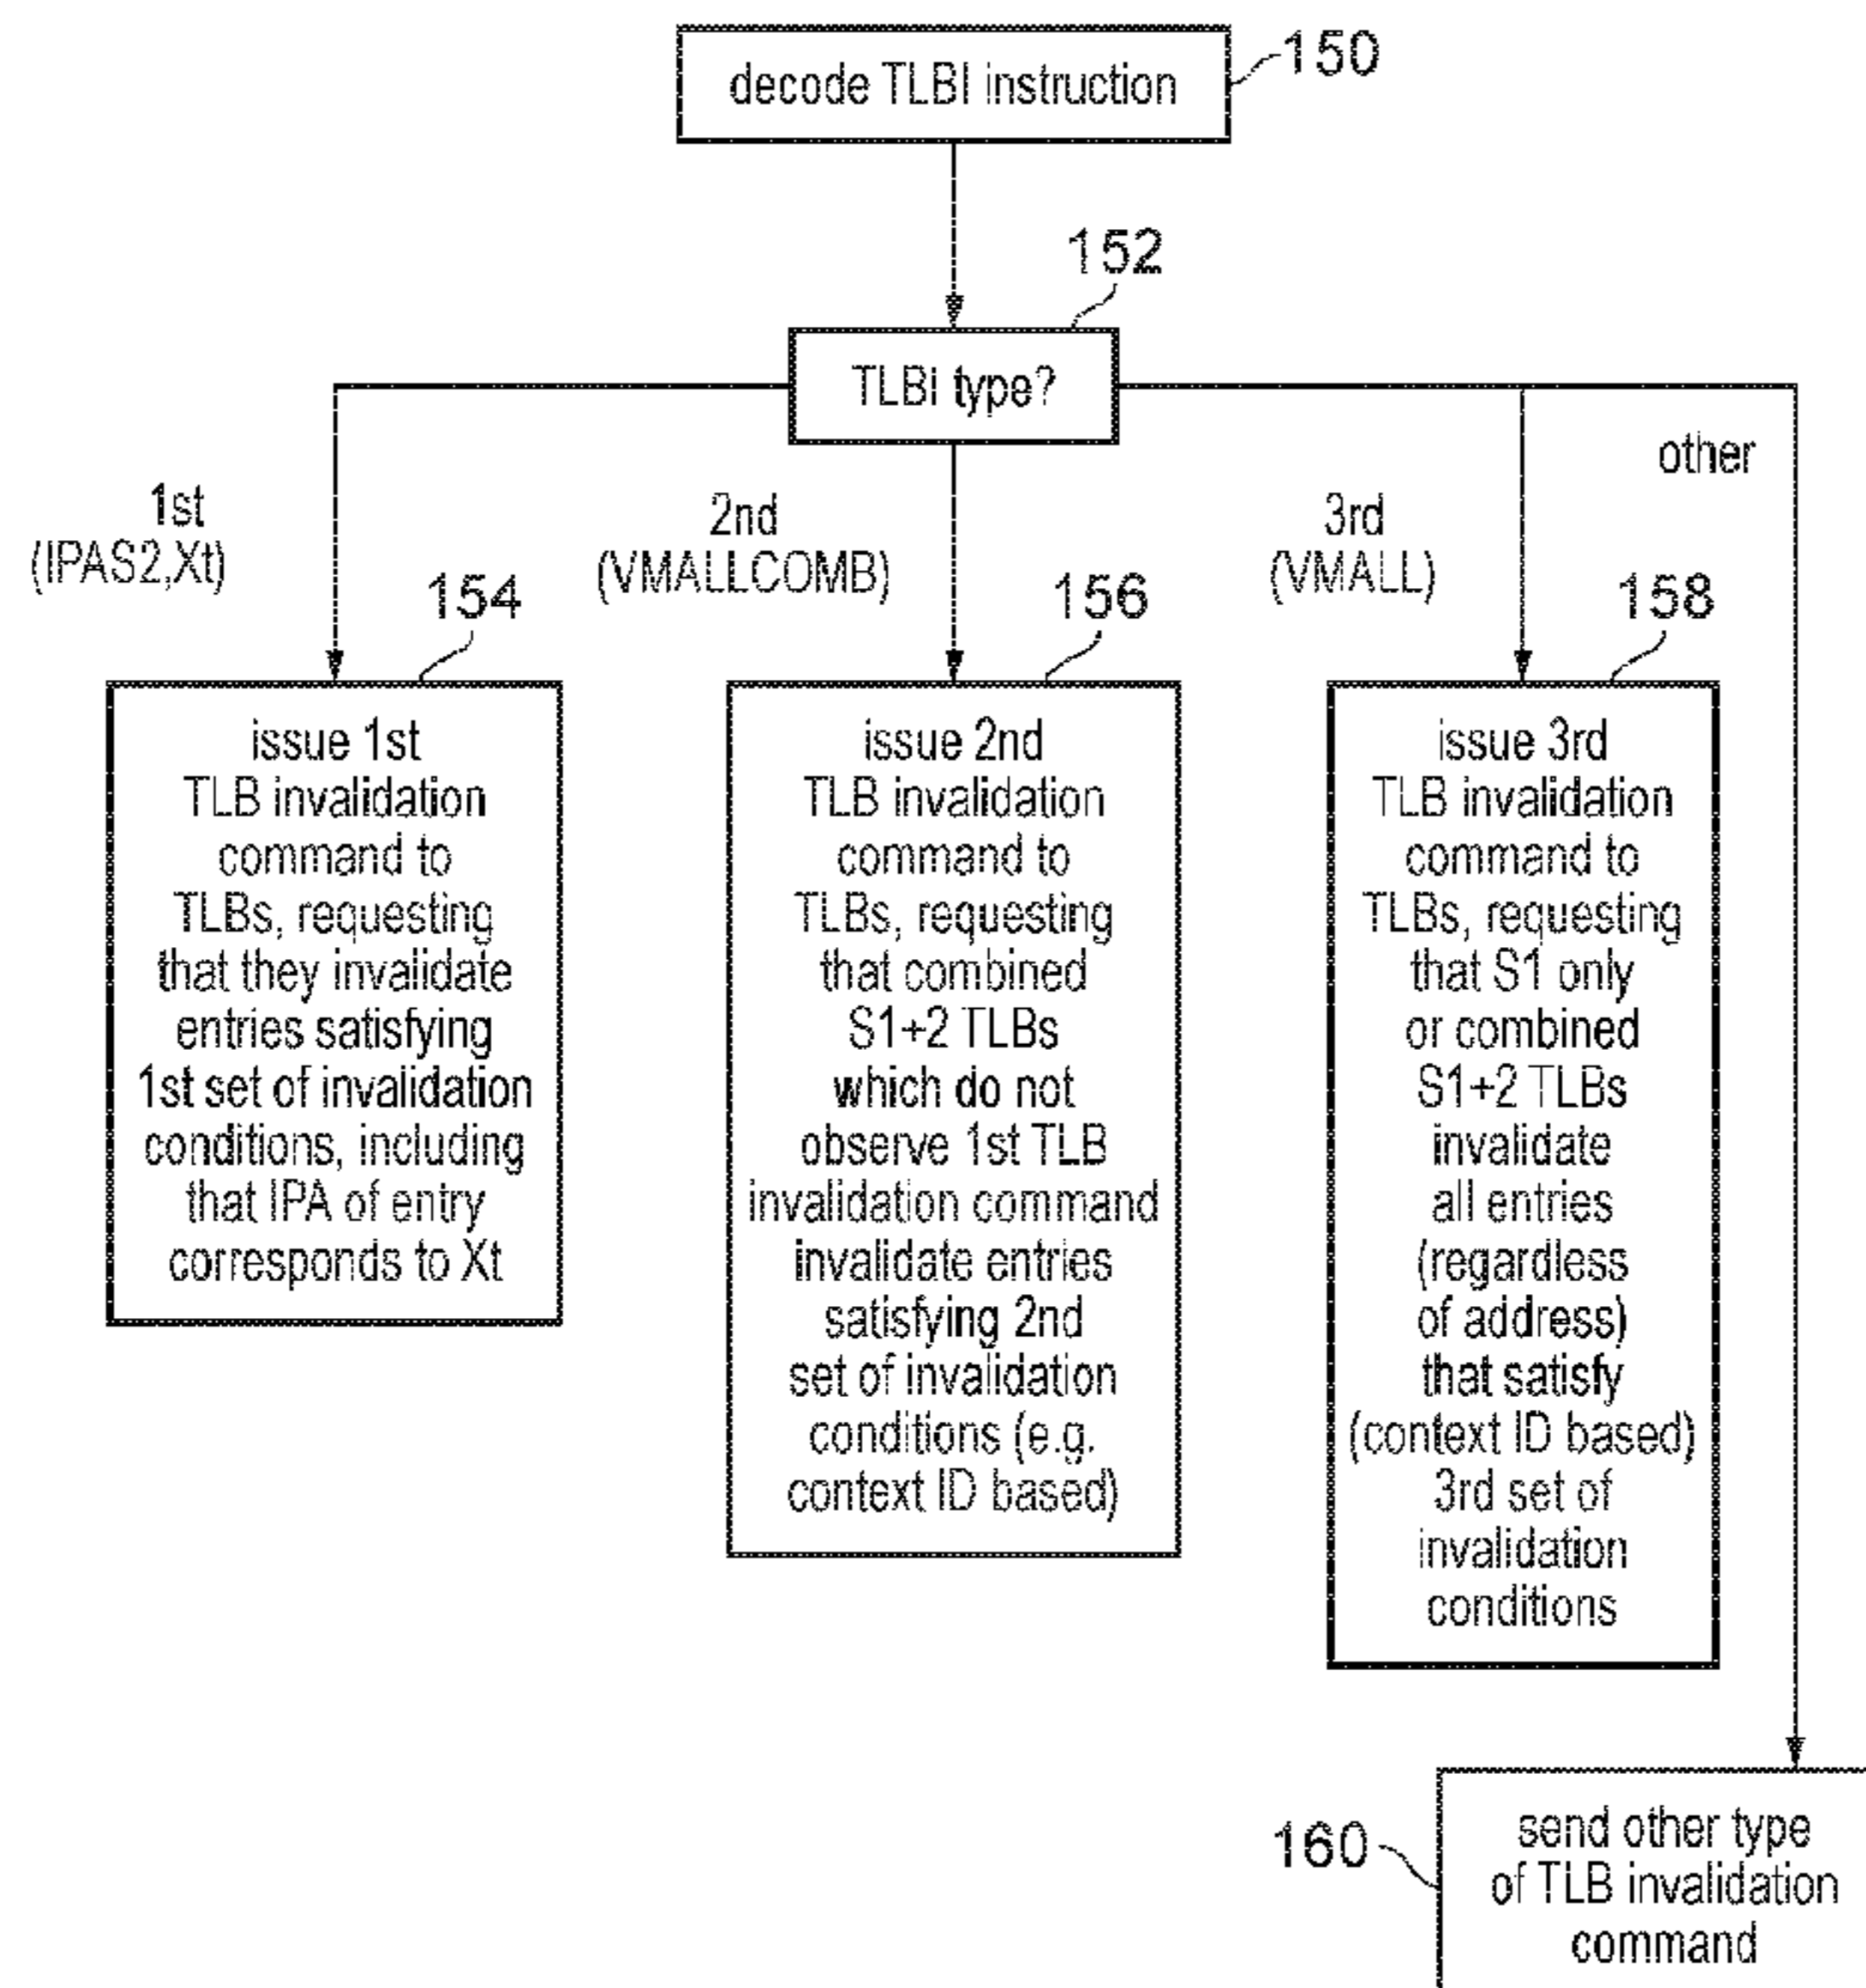 decode TLBI instruction
150
152
TLBI type?
1st
(IPAS2,Xt)
2nd
(VMALLCOMB)
3rd
(VMALL)
other
154
issue 1st
TLB invalidation
command to
TLBs, requesting
that they invalidate
entries satisfying
1st set of invalidation
conditions, including
that IPA of entry
corresponds to Xt
156
issue 2nd
TLB invalidation
command to
TLBs, requesting
that combined
S1+2 TLBs
which do not
observe 1st TLB
invalidation command
invalidate entries
satisfying 2nd
set of invalidation
conditions (e.g.
context ID based)
158
issue 3rd
TLB invalidation
command to
TLBs, requesting
that S1 only
or combined
S1+2 TLBs
invalidate
all entries
(regardless
of address)
that satisfy
(context ID based)
3rd set of
invalidation
conditions
160
send other type
of TLB invalidation
command